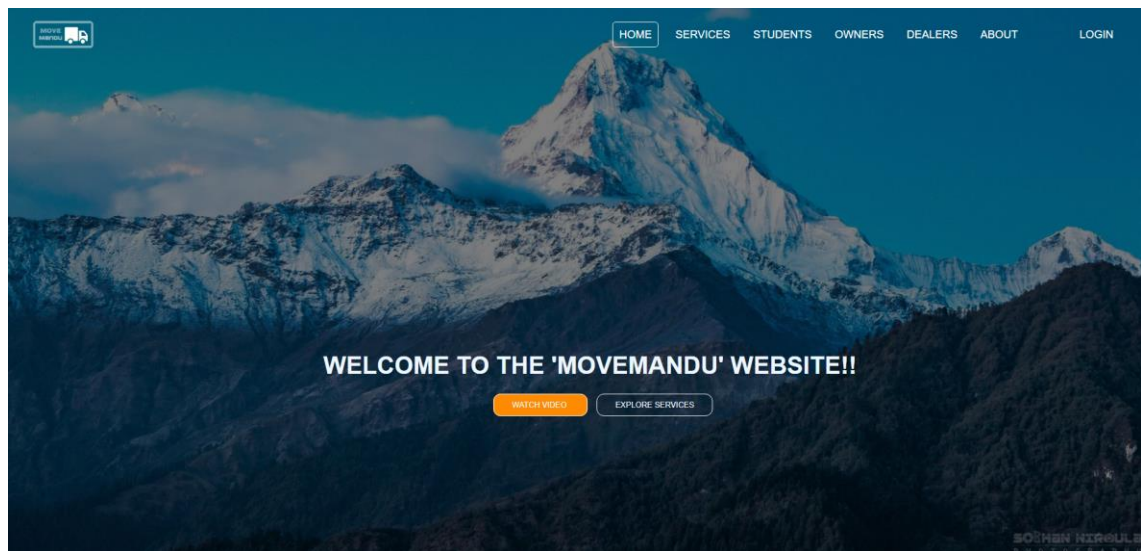 MOVE
MANDU
HOME SERVICES STUDENTS OWNERS DEALERS ABOUT LOGIN
WELCOME TO THE 'MOVEMANDU' WEBSITE!!
WATCH VIDEO EXPLORE SERVICES